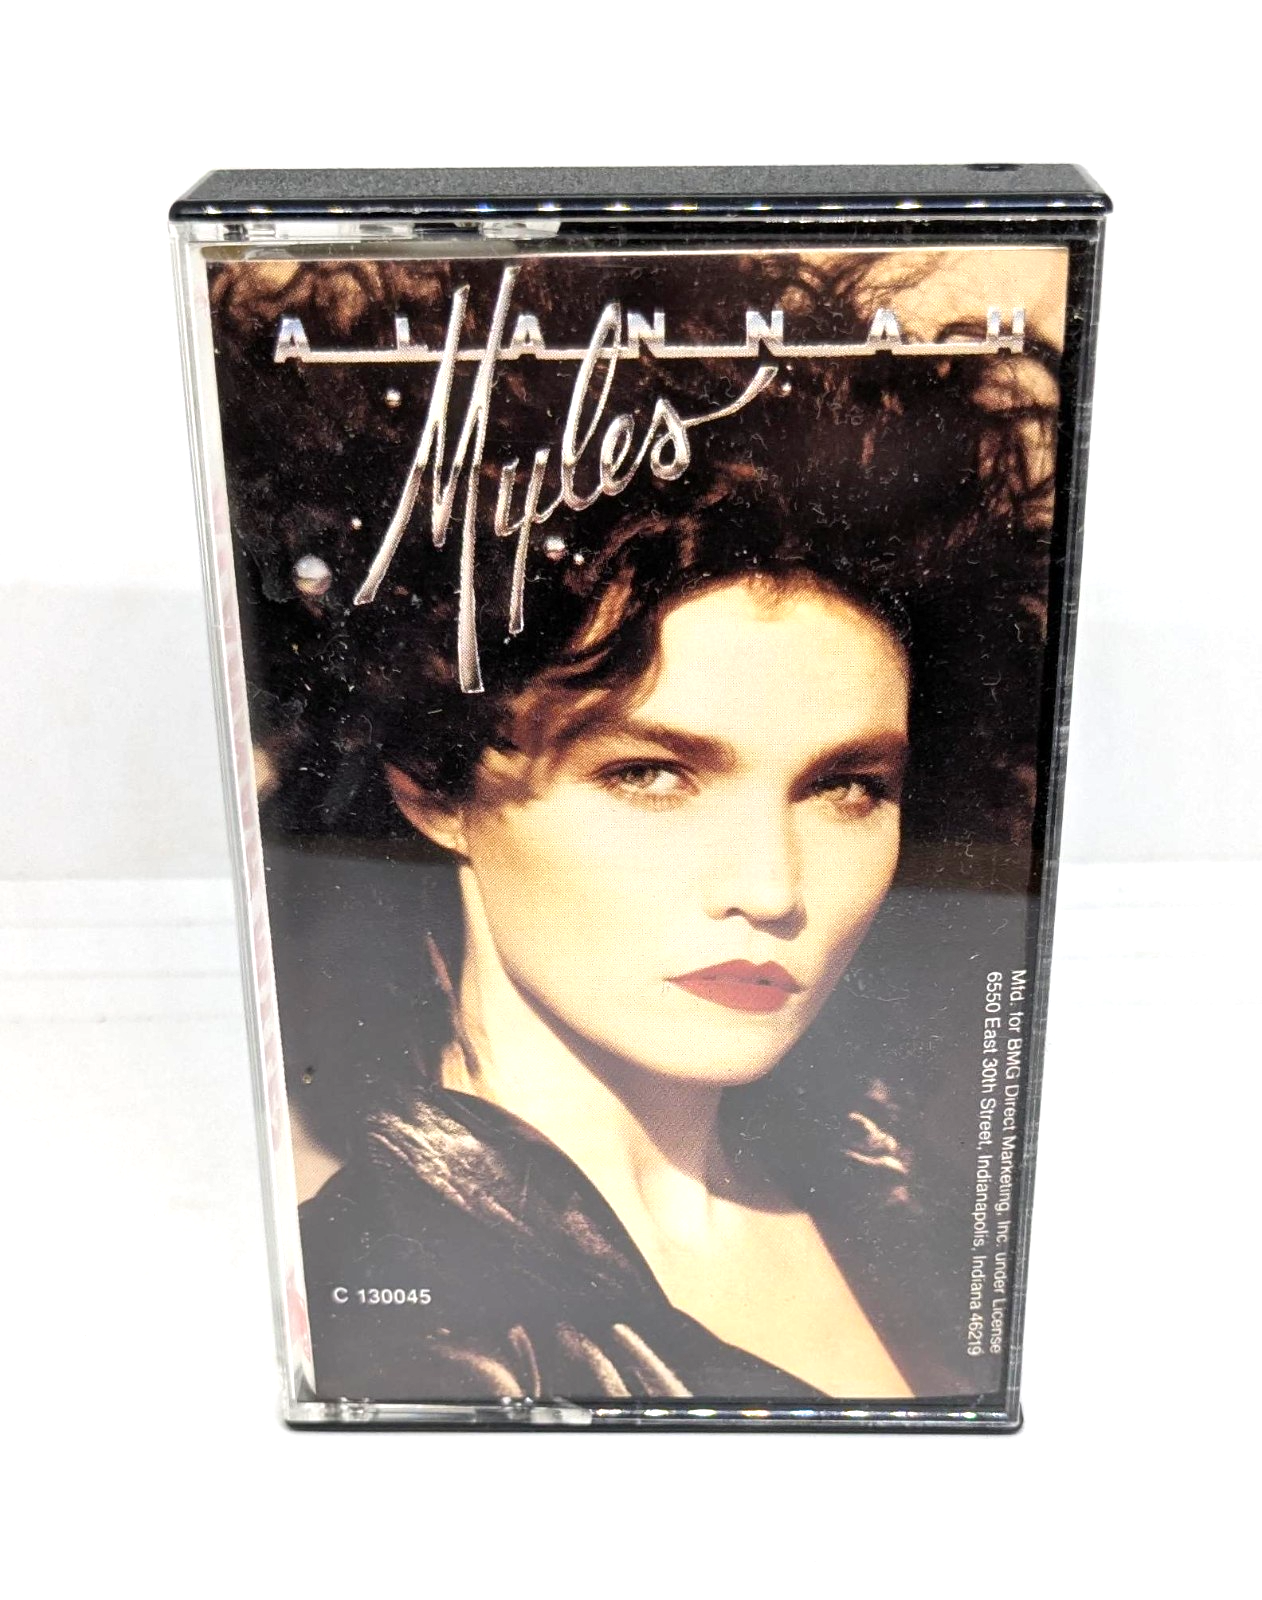 ALANNAH
Myles
Mfd. for BMG Direct Marketing, Inc. under License
6550 East 30th Street, Indianapolis, Indiana 46219
C 130045